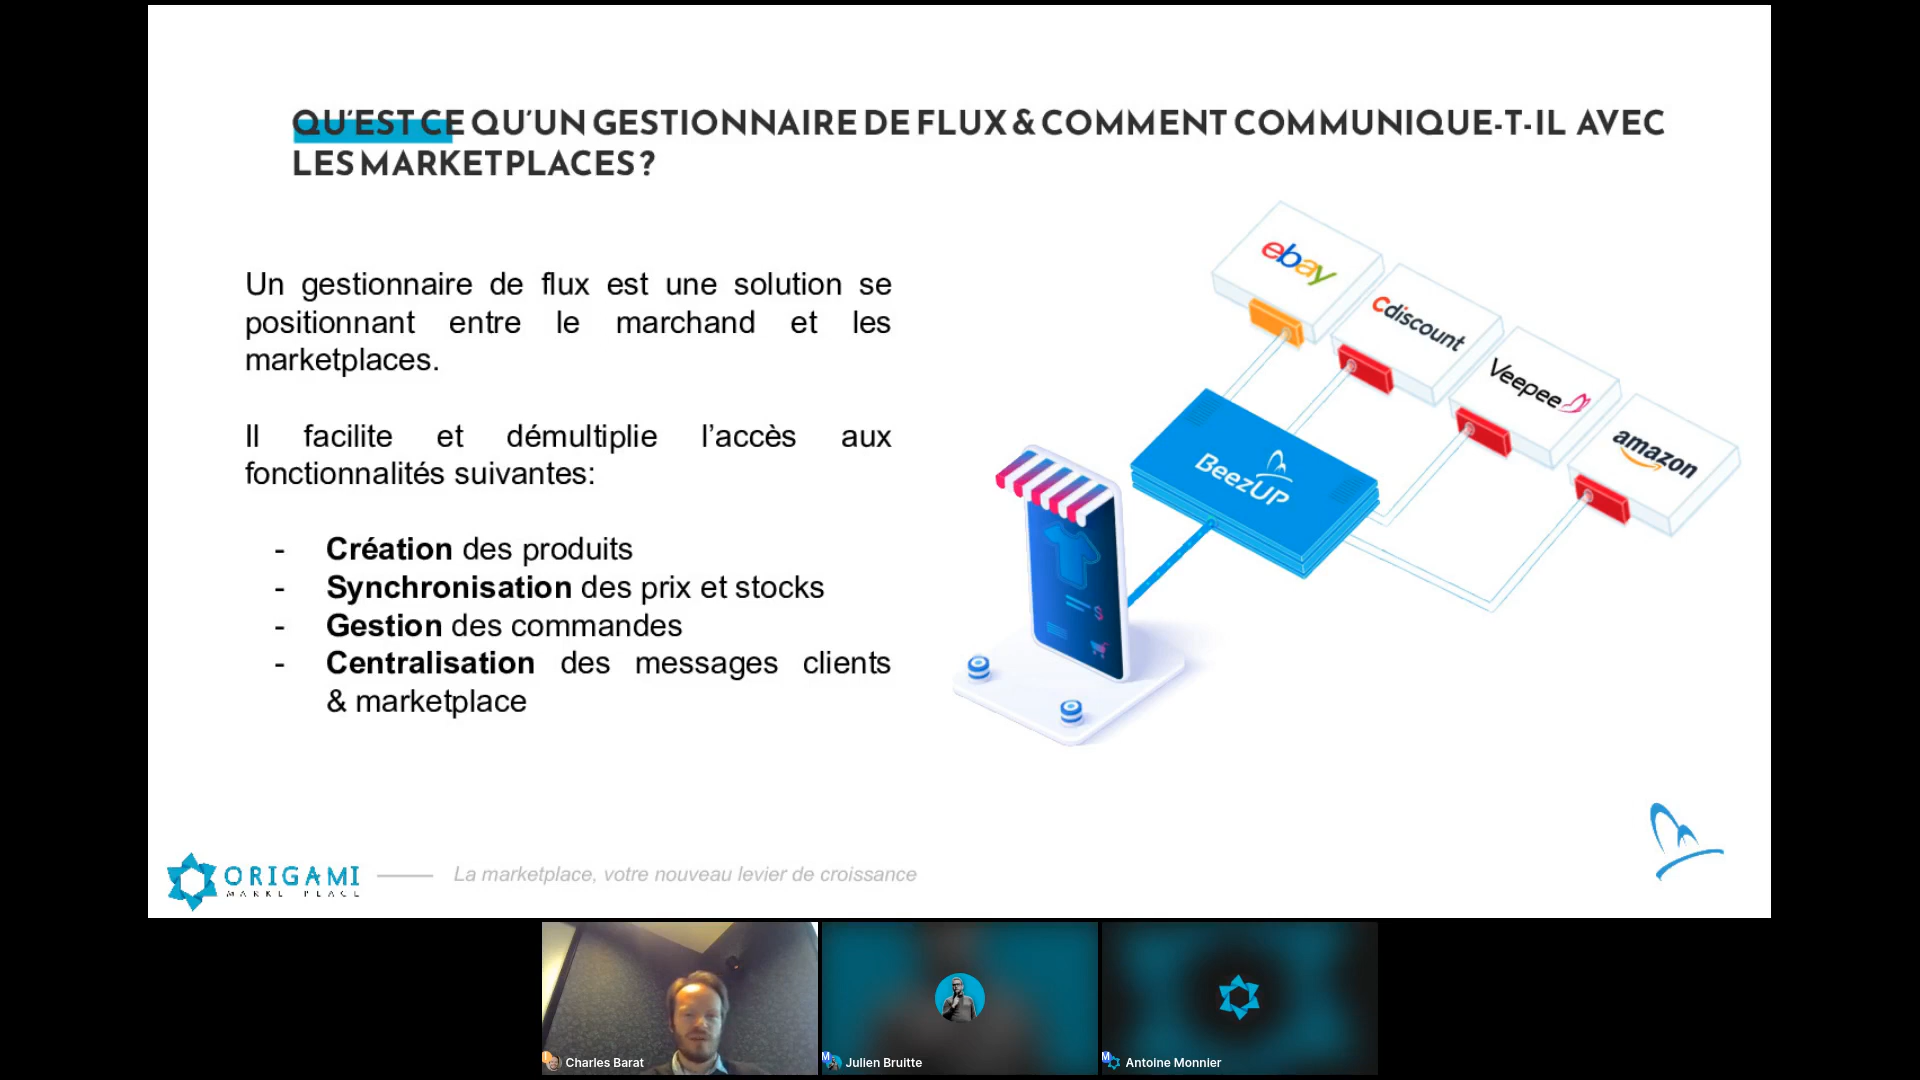 QU'EST CE QU'UN GESTIONNAIRE DE FLUX & COMMENT COMMUNIQUE-T-IL AVEC
LES MARKETPLACES ?
Un gestionnaire de flux est une solution se
positionnant entre le marchand et les
marketplaces.
Il facilite et démultiplie l'accès aux
fonctionnalités suivantes:
- Création des produits
- Synchronisation des prix et stocks
- Gestion des commandes
- Centralisation des messages clients
& marketplace
ebay
Cdiscount
Veepee
amazon
BeezUP
$
ORIGAMI
MARKETPLACE
La marketplace, votre nouveau levier de croissance
Charles Barat
M
Julien Bruitte
M
Antoine Monnier